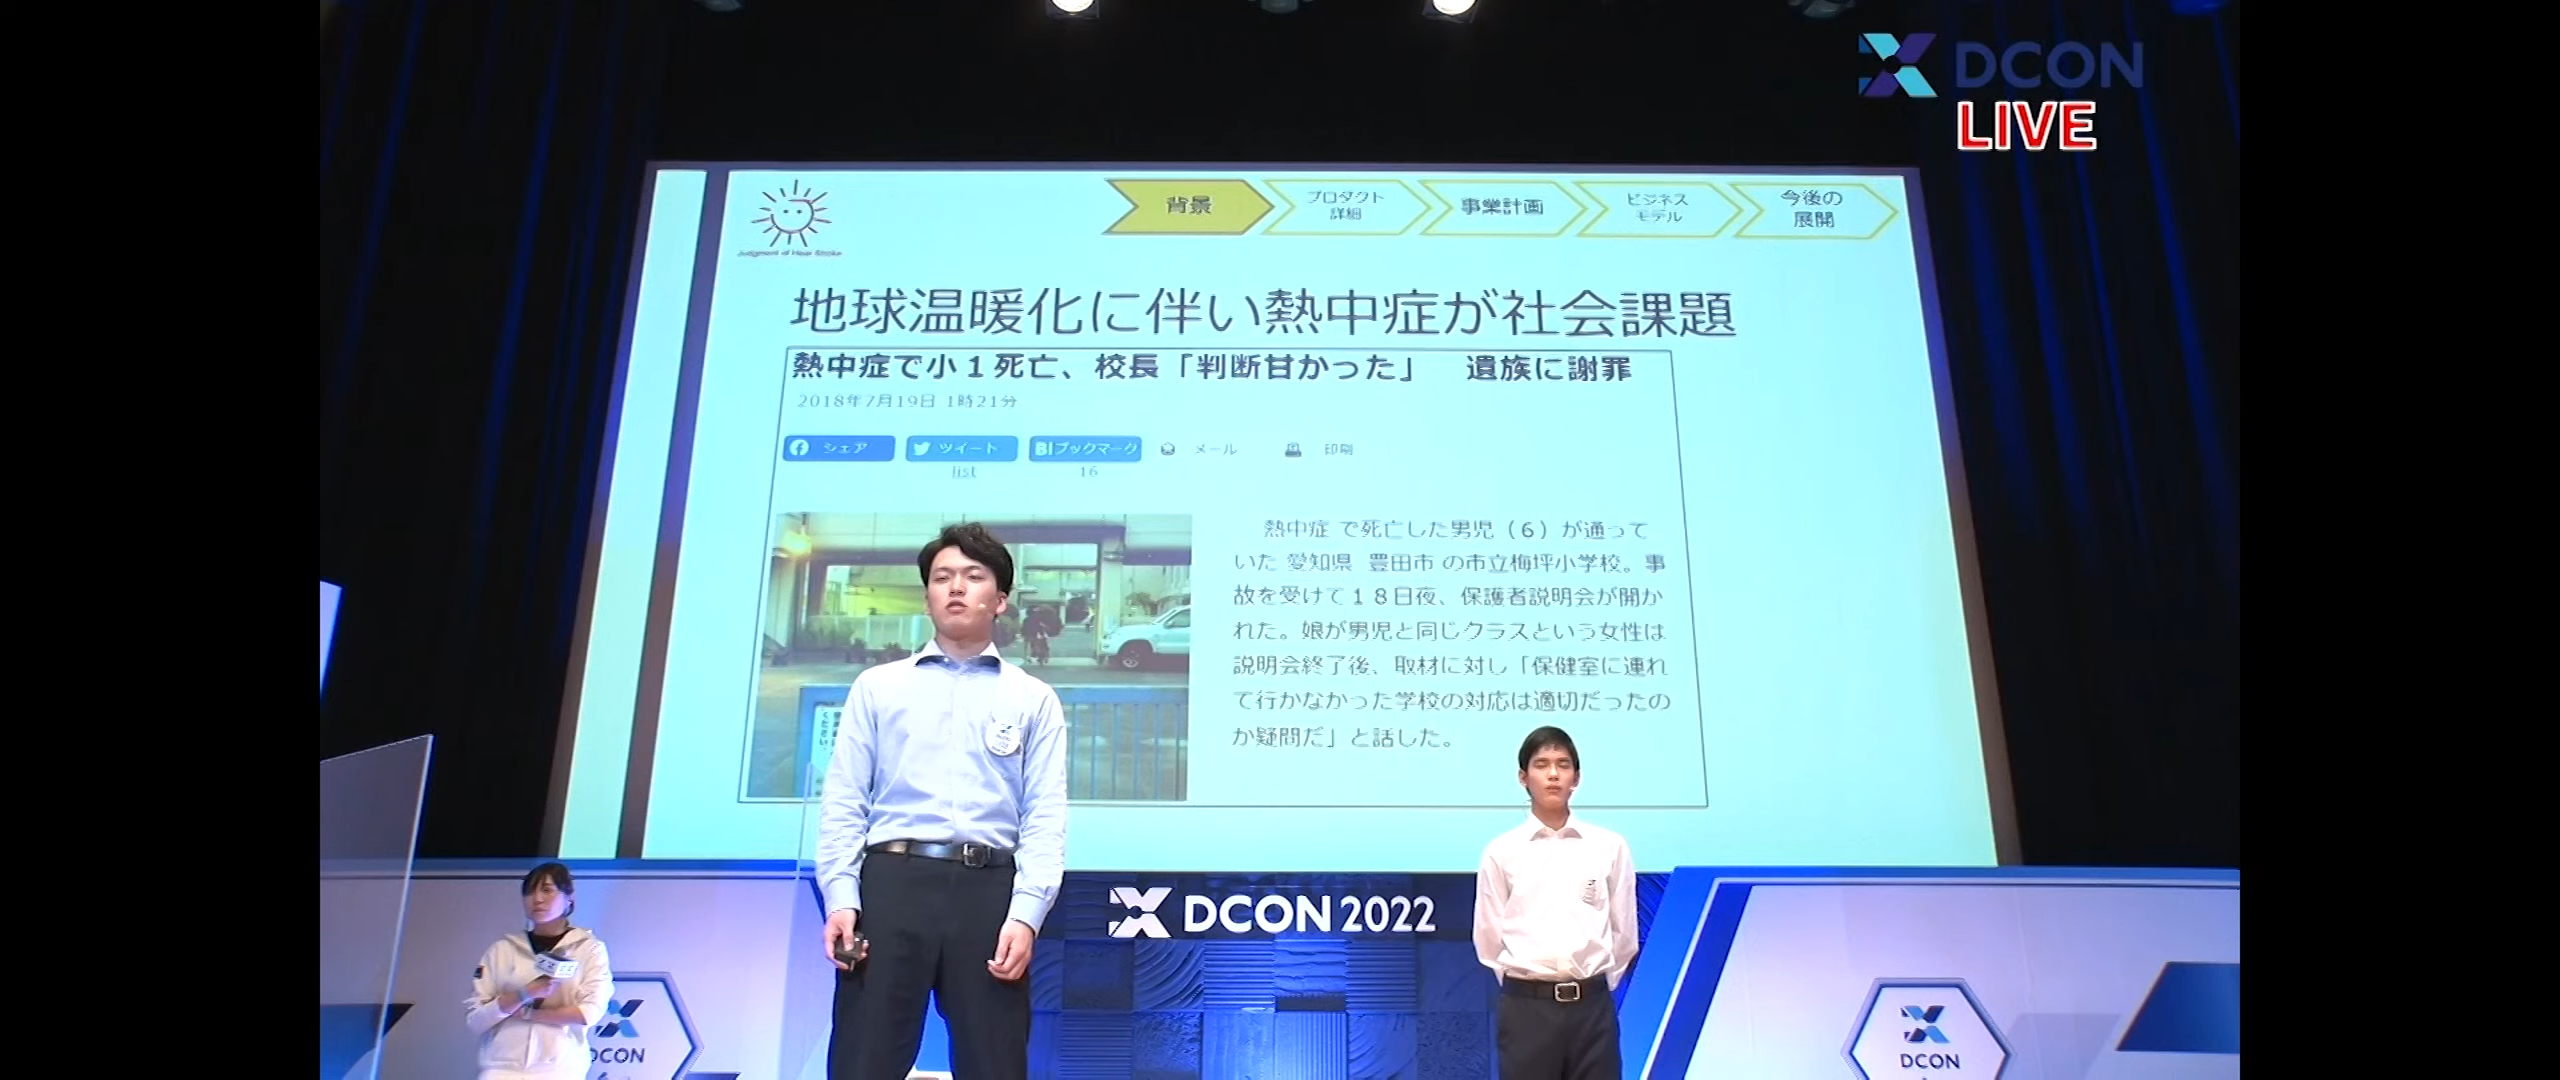 DCON
LIVE
背景
プロダクト
詳細
事業計画
ビジネス
モデル
今後の
展開
Judgment of Hear Stroke
地球温暖化に伴い熱中症が社会課題
熱中症で小1死亡、校長「判断甘かった」 遺族に謝罪
2018年7月19日 1時21分
シェア
ツイート
B!ブックマーク
メール
印刷
list
16
熱中症 で死亡した男児（6）が通って
いた 愛知県 豊田市 の市立梅坪小学校。事
故を受けて18日夜、保護者説明会が開か
れた。娘が男児と同じクラスという女性は
説明会終了後、取材に対し「保健室に連れ
て行かなかった学校の対応は適切だったの
か疑問だ」と話した。
ください。
DCON 2022
DCON
DCON